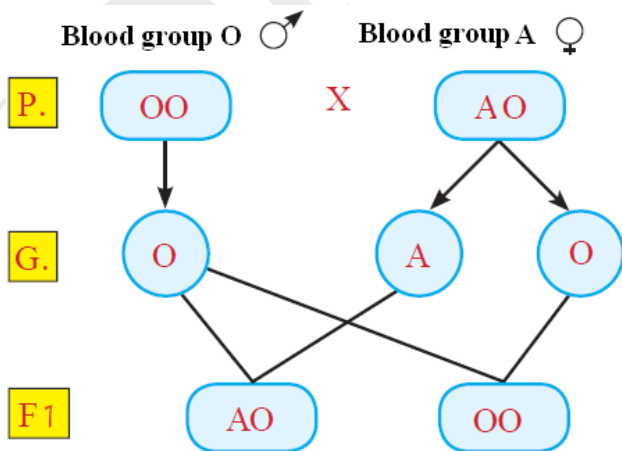 Blood group O ♂ Blood group A ♀
P. OO X AO
G. O A O
F1 AO OO